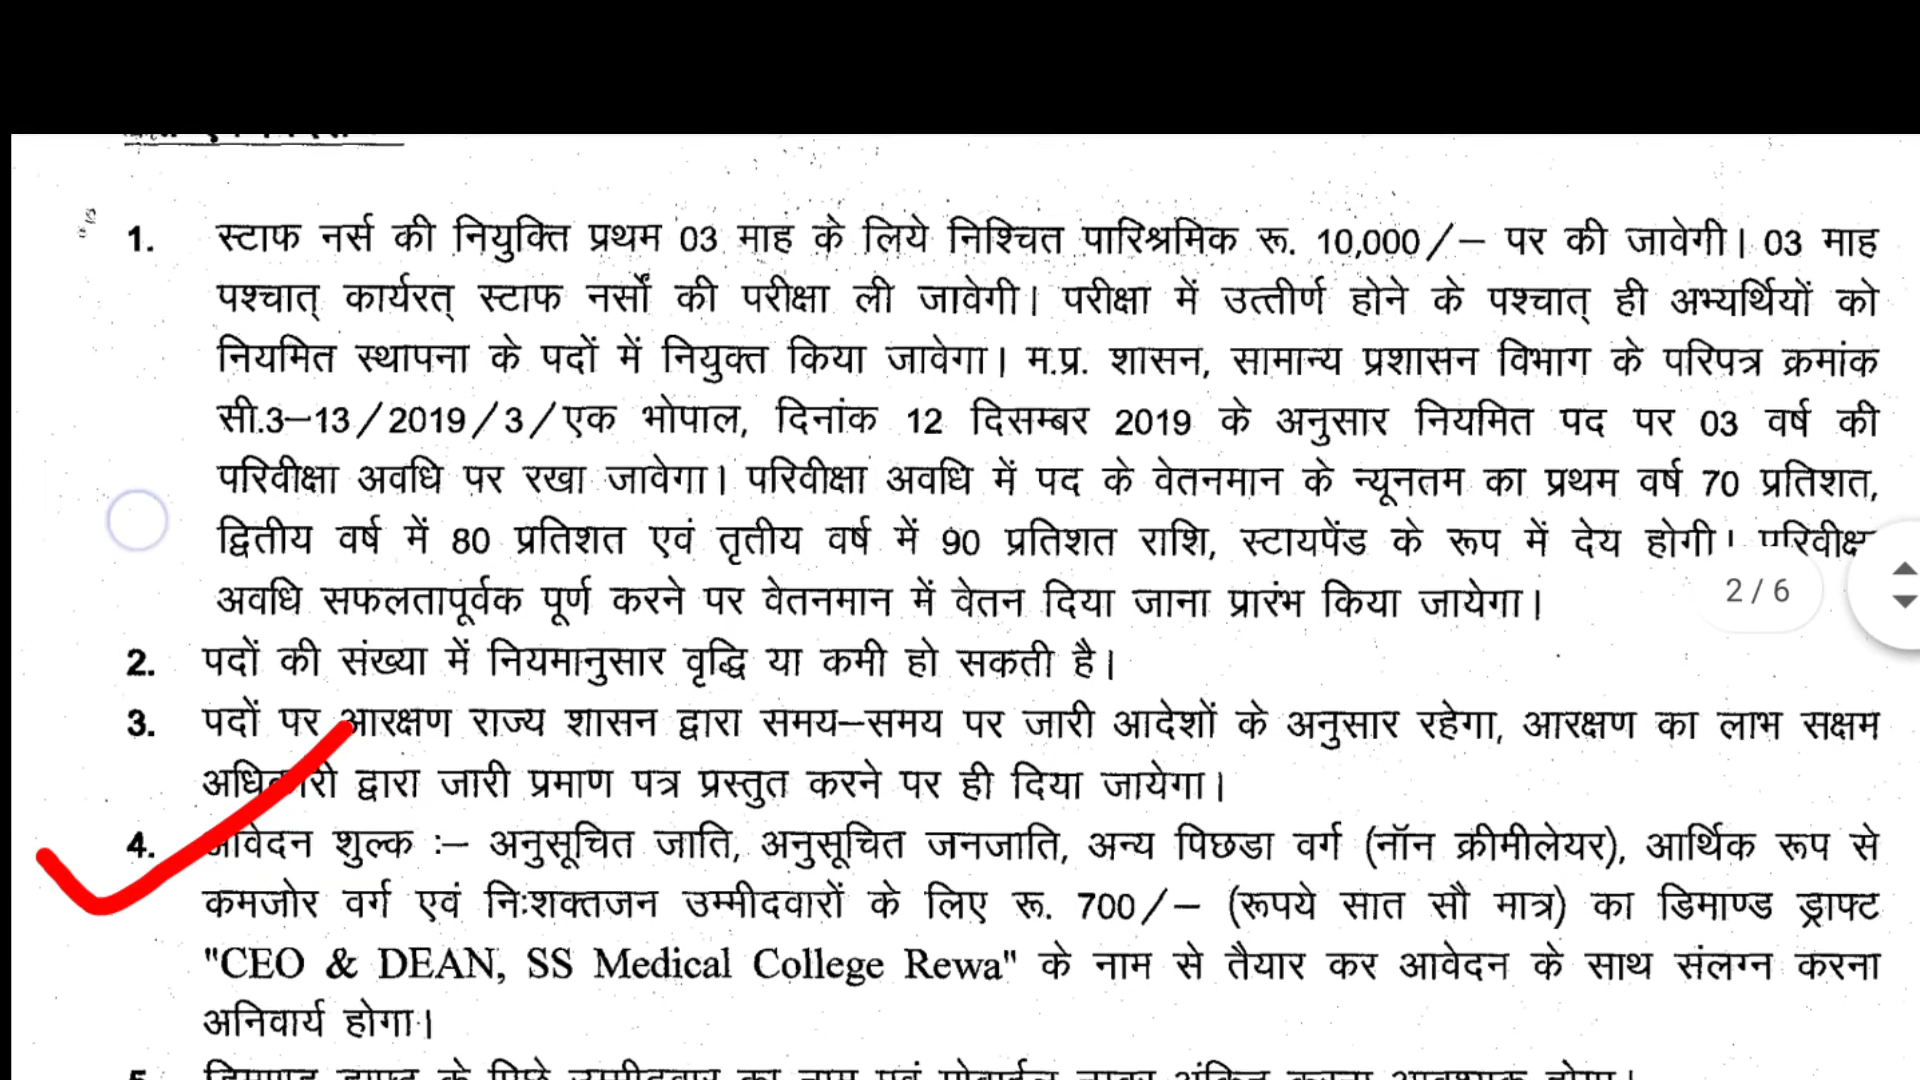 1. स्टाफ नर्स की नियुक्ति प्रथम 03 माह के लिये निश्चित पारिश्रमिक रू. 10,000/– पर की जावेगी। 03 माह
पश्चात् कार्यरत् स्टाफ नर्सों की परीक्षा ली जावेगी। परीक्षा में उत्तीर्ण होने के पश्चात् ही अभ्यर्थियों को
नियमित स्थापना के पदों में नियुक्त किया जावेगा। म.प्र. शासन, सामान्य प्रशासन विभाग के परिपत्र क्रमांक
सी.3–13/2019/3/एक भोपाल, दिनांक 12 दिसम्बर 2019 के अनुसार नियमित पद पर 03 वर्ष की
परिवीक्षा अवधि पर रखा जावेगा। परिवीक्षा अवधि में पद के वेतनमान के न्यूनतम का प्रथम वर्ष 70 प्रतिशत,
द्वितीय वर्ष में 80 प्रतिशत एवं तृतीय वर्ष में 90 प्रतिशत राशि, स्टायपेंड के रूप में देय होगी।
अवधि सफलतापूर्वक पूर्ण करने पर वेतनमान में वेतन दिया जाना प्रारंभ किया जायेगा।
2 / 6
2. पदों की संख्या में नियमानुसार वृद्धि या कमी हो सकती है।
3. पदों पर आरक्षण राज्य शासन द्वारा समय–समय पर जारी आदेशों के अनुसार रहेगा, आरक्षण का लाभ सक्षम
अधिकारी द्वारा जारी प्रमाण पत्र प्रस्तुत करने पर ही दिया जायेगा।
4. आवेदन शुल्क :– अनुसूचित जाति, अनुसूचित जनजाति, अन्य पिछडा वर्ग (नॉन क्रीमीलेयर), आर्थिक रूप से
कमजोर वर्ग एवं निःशक्तजन उम्मीदवारों के लिए रू. 700/– (रूपये सात सौ मात्र) का डिमाण्ड ड्राफ्ट
"CEO & DEAN, SS Medical College Rewa" के नाम से तैयार कर आवेदन के साथ संलग्न करना
अनिवार्य होगा।